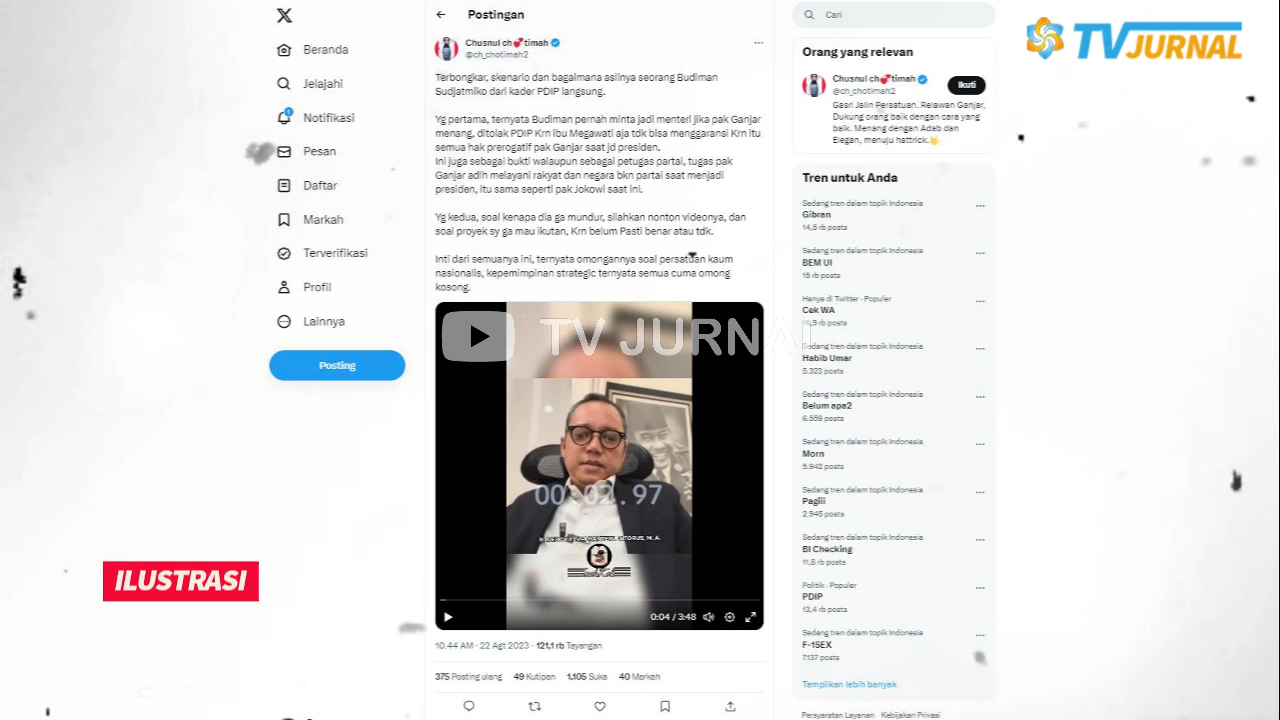 Postingan
Cari
TV JURNAL
Beranda
Jelajahi
Notifikasi
Pesan
Daftar
Markah
Terverifikasi
Profil
Lainnya
Posting
ILUSTRASI
Chusnul ch💕timah
@ch_chotimah2
Terbongkar, skenario dan bagaimana aslinya seorang Budiman
Sudjatmiko dari kader PDIP langsung.
Yg pertama, ternyata Budiman pernah minta jadi menteri jika pak Ganjar
menang, ditolak PDIP Krn Ibu Megawati aja tdk bisa menggaransi Krn itu
semua hak prerogatif pak Ganjar saat jd presiden.
Ini juga sebagai bukti walaupun sebagai petugas partai, tugas pak
Ganjar adlh melayani rakyat dan negara bkn partai saat menjadi
presiden, itu sama seperti pak Jokowi saat ini.
Yg kedua, soal kenapa dia ga mundur, silahkan nonton videonya, dan
soal proyek sy ga mau ikutan, Krn belum Pasti benar atau tdk.
Inti dari semuanya ini, ternyata omongannya soal persatuan kaum
nasionalis, kepemimpinan strategic ternyata semua cuma omong
kosong.
TV JURNAL
00:02.97
0:04 / 3:48
10.44 AM · 22 Agt 2023 · 121,1 rb Tayangan
375 Posting ulang 49 Kutipan 1.105 Suka 40 Markah
Orang yang relevan
Chusnul ch💕timah
@ch_chotimah2
Ikuti
Gasri Jalin Persatuan. Relawan Ganjar,
Dukung orang baik dengan cara yang
baik. Menang dengan Adab dan
Elegan, menuju hattrick.🤟
Tren untuk Anda
Sedang tren dalam topik Indonesia
Gibran
14,5 rb posts
Sedang tren dalam topik Indonesia
BEM UI
15 rb posts
Hanya di Twitter · Populer
Cek WA
,9 rb posts
Sedang tren dalam topik Indonesia
Habib Umar
5.323 posts
Sedang tren dalam topik Indonesia
Belum apa2
6.559 posts
Sedang tren dalam topik Indonesia
Morn
5.942 posts
Sedang tren dalam topik Indonesia
Pagiii
2.945 posts
Sedang tren dalam topik Indonesia
BI Checking
11,8 rb posts
Politik · Populer
PDIP
13,4 rb posts
Sedang tren dalam topik Indonesia
F-15EX
7.137 posts
Tampilkan lebih banyak
Persyaratan Layanan Kebijakan Privasi